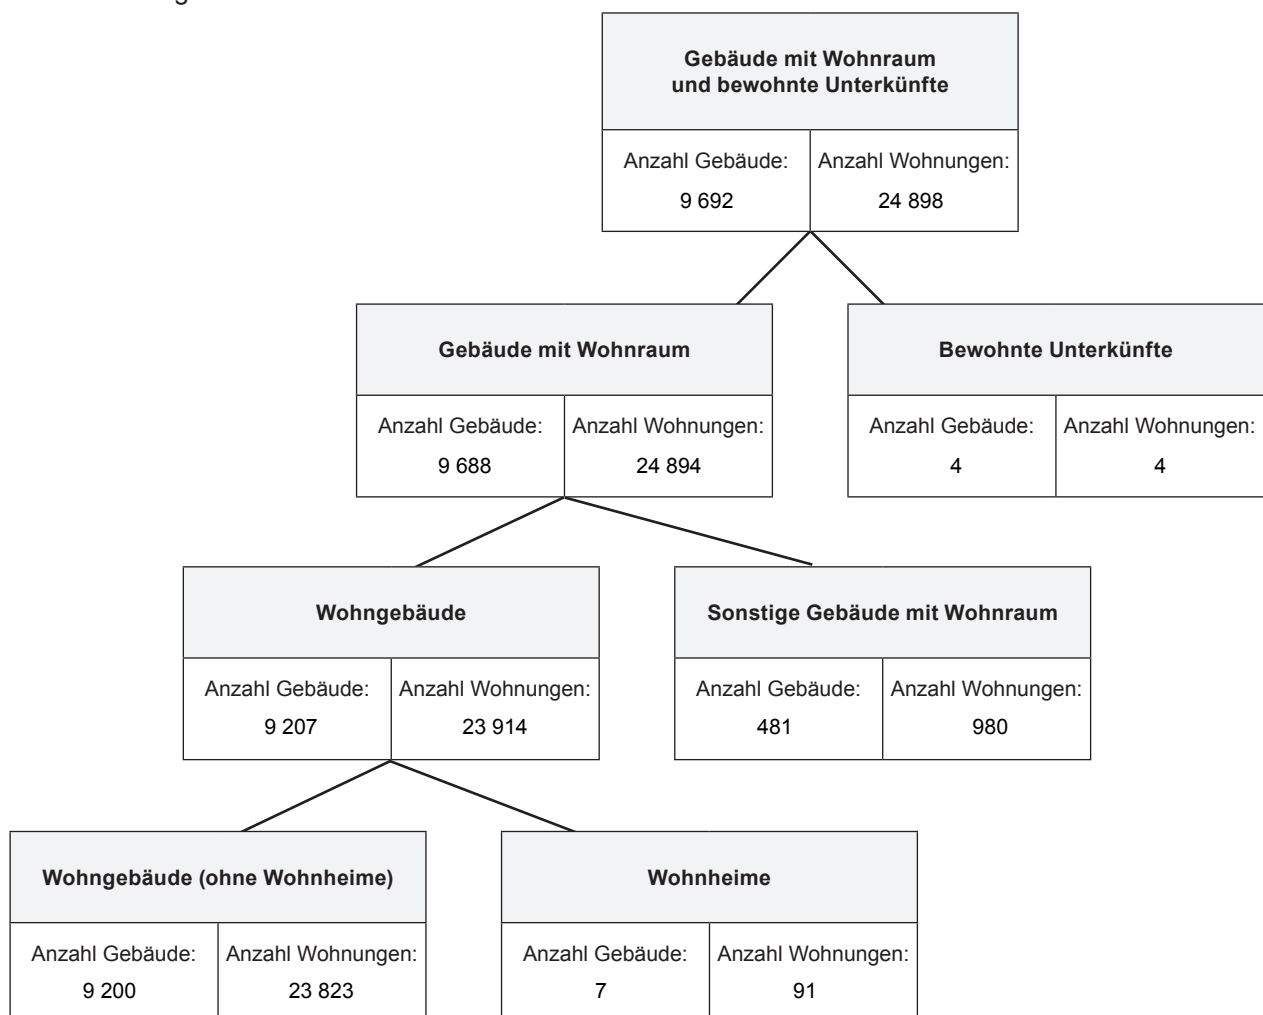 Gebäude mit Wohnraum
und bewohnte Unterkünfte
Anzahl Gebäude: Anzahl Wohnungen:
9 692 24 898
Gebäude mit Wohnraum Bewohnte Unterkünfte
Anzahl Gebäude: Anzahl Wohnungen: Anzahl Gebäude: Anzahl Wohnungen:
9 688 24 894 4 4
Wohngebäude Sonstige Gebäude mit Wohnraum
Anzahl Gebäude: Anzahl Wohnungen: Anzahl Gebäude: Anzahl Wohnungen:
9 207 23 914 481 980
Wohngebäude (ohne Wohnheime) Wohnheime
Anzahl Gebäude: Anzahl Wohnungen: Anzahl Gebäude: Anzahl Wohnungen:
9 200 23 823 7 91